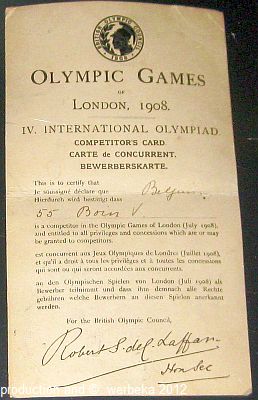 BRITISH OLYMPIC COUNCIL
1908
OLYMPIC GAMES
OF
LONDON, 1908.
IV. INTERNATIONAL OLYMPIAD
COMPETITOR'S CARD
CARTE de CONCURRENT.
BEWERBERSKARTE.
This is to certify that
Je soussigné déclare que
Hierdurch wird bestätigt dass
Belgium
55 Boin V.
is a competitor in the Olympic Games of London (July 1908),
and entitled to all privileges and concessions which are or may
be granted to competitors.
est concurrent aux Jeux Olympiques de Londres (Juillet 1908),
et qu'il a droit à tous les privilèges et à toutes les concessions
qui sont ou qui seront accordées aux concurrents.
an den Olympischen Spielen von London (Juli 1908) als
Bewerber teilnimmt und dass ihm demnach alle Rechte
gebühren welche Bewerbern an diesen Spielen anerkannt
werden.
For the British Olympic Council,
Robert S. de C. Laffan
Hon Sec
production and © werbeka 2012